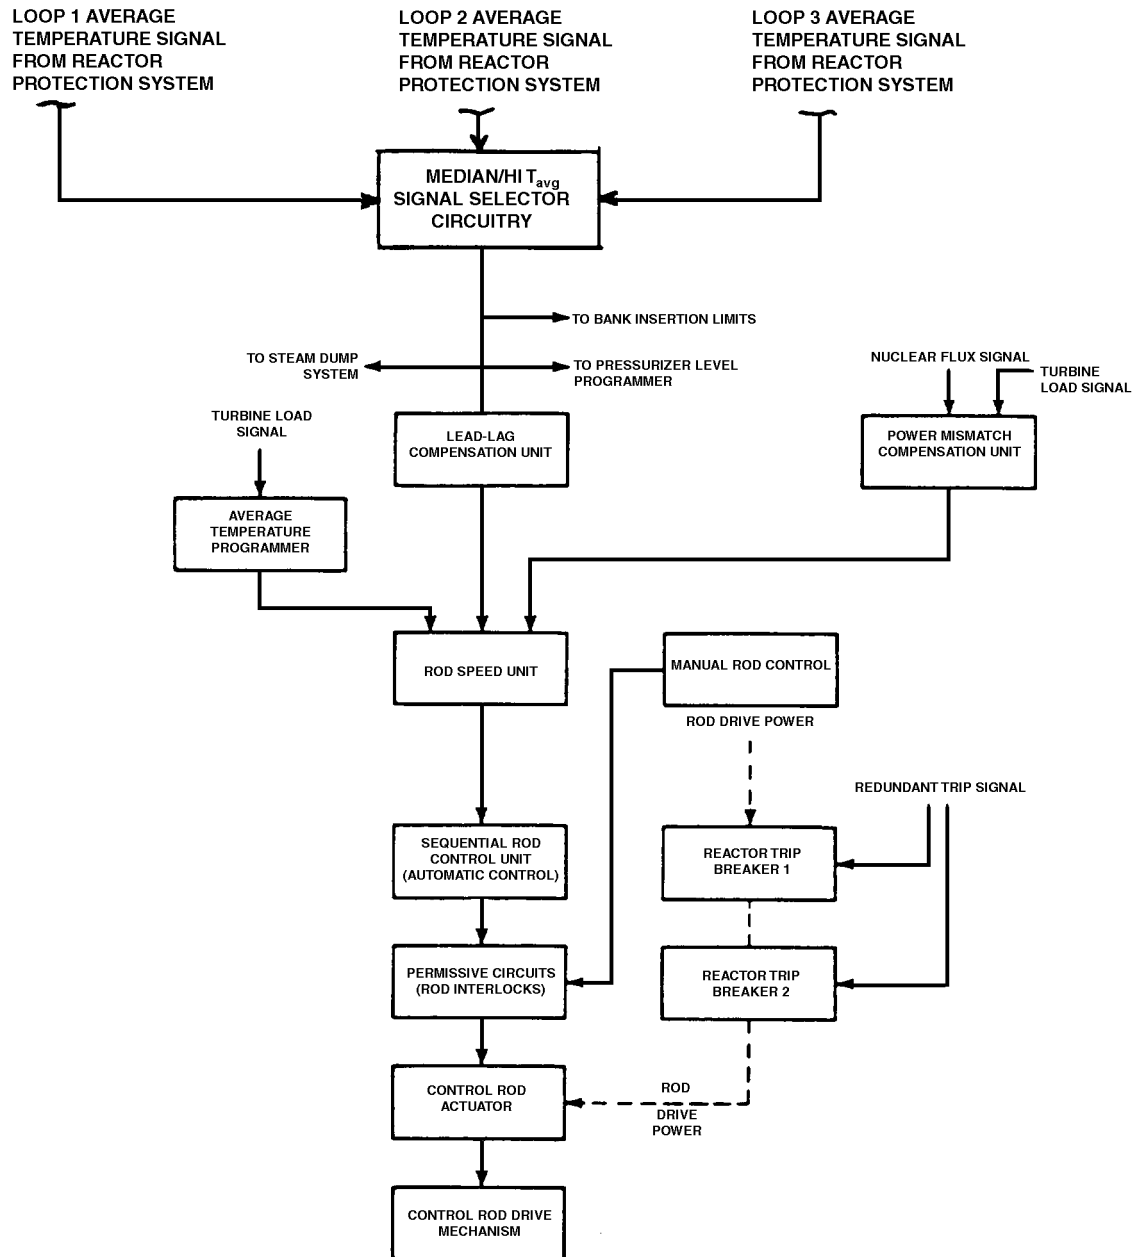 LOOP 1 AVERAGE
TEMPERATURE SIGNAL
FROM REACTOR
PROTECTION SYSTEM
LOOP 2 AVERAGE
TEMPERATURE SIGNAL
FROM REACTOR
PROTECTION SYSTEM
LOOP 3 AVERAGE
TEMPERATURE SIGNAL
FROM REACTOR
PROTECTION SYSTEM
MEDIAN/HI Tavg
SIGNAL SELECTOR
CIRCUITRY
TO BANK INSERTION LIMITS
TO STEAM DUMP
SYSTEM
TO PRESSURIZER LEVEL
PROGRAMMER
NUCLEAR FLUX SIGNAL
TURBINE
LOAD SIGNAL
TURBINE LOAD
SIGNAL
LEAD-LAG
COMPENSATION UNIT
POWER MISMATCH
COMPENSATION UNIT
AVERAGE
TEMPERATURE
PROGRAMMER
ROD SPEED UNIT
MANUAL ROD CONTROL
ROD DRIVE POWER
REDUNDANT TRIP SIGNAL
SEQUENTIAL ROD
CONTROL UNIT
(AUTOMATIC CONTROL)
REACTOR TRIP
BREAKER 1
PERMISSIVE CIRCUITS
(ROD INTERLOCKS)
REACTOR TRIP
BREAKER 2
CONTROL ROD
ACTUATOR
ROD
DRIVE
POWER
CONTROL ROD DRIVE
MECHANISM